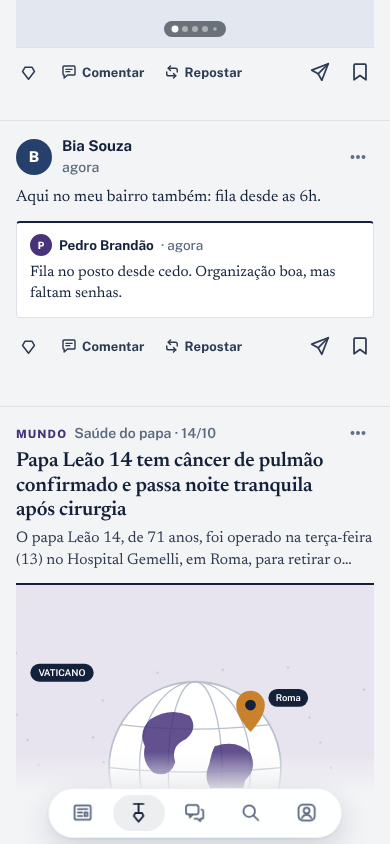 Comentar
Repostar
B
Bia Souza
agora
Aqui no meu bairro também: fila desde as 6h.
P
Pedro Brandão · agora
Fila no posto desde cedo. Organização boa, mas
faltam senhas.
Comentar
Repostar
MUNDO Saúde do papa · 14/10
Papa Leão 14 tem câncer de pulmão
confirmado e passa noite tranquila
após cirurgia
O papa Leão 14, de 71 anos, foi operado na terça-feira
(13) no Hospital Gemelli, em Roma, para retirar o...
VATICANO
Roma